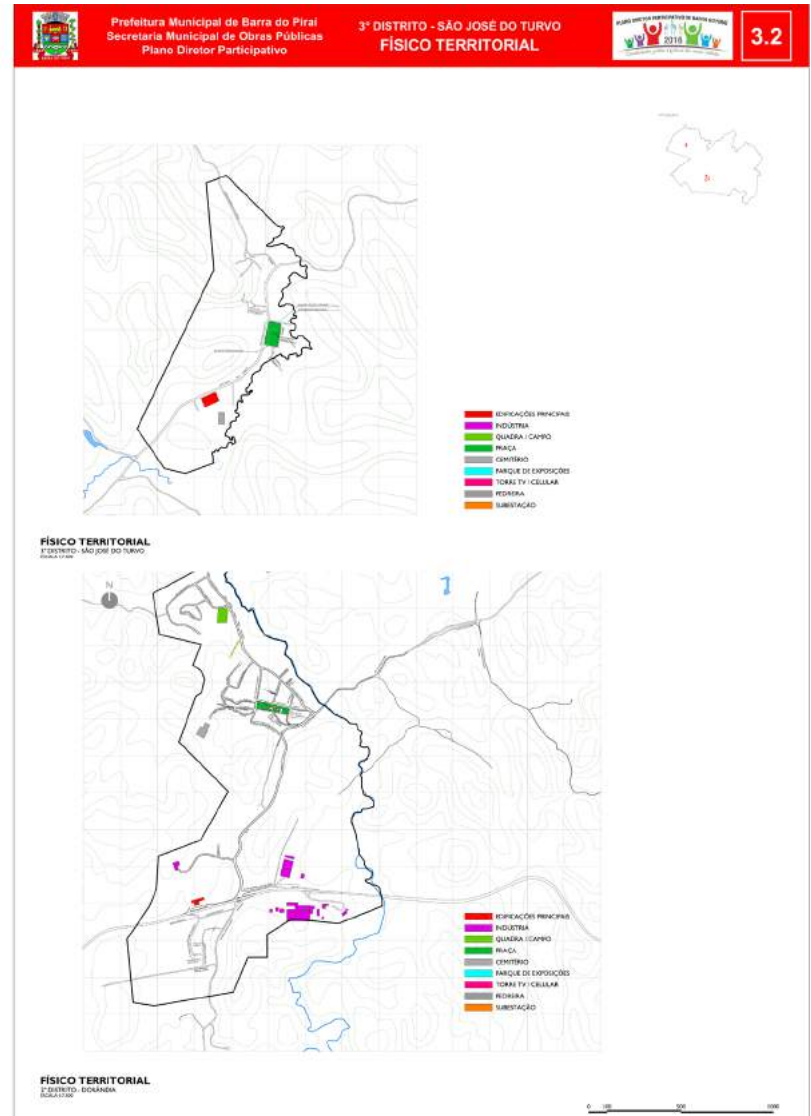 Prefeitura Municipal de Barra do Piraí
Secretaria Municipal de Obras Públicas
Plano Diretor Participativo
3º DISTRITO - SÃO JOSÉ DO TURVO
FÍSICO TERRITORIAL
2016
3.2
EDIFICAÇÕES PRINCIPAIS
INDÚSTRIA
QUADRA / CAMPO
PRAÇA
CEMITÉRIO
PARQUE DE EXPOSIÇÕES
TORRE TV / CELULAR
PEDREIRA
SUBESTAÇÃO
FÍSICO TERRITORIAL
3º DISTRITO - SÃO JOSÉ DO TURVO
N
EDIFICAÇÕES PRINCIPAIS
INDÚSTRIA
QUADRA / CAMPO
PRAÇA
CEMITÉRIO
PARQUE DE EXPOSIÇÕES
TORRE TV / CELULAR
PEDREIRA
SUBESTAÇÃO
FÍSICO TERRITORIAL
0 100 500 1000